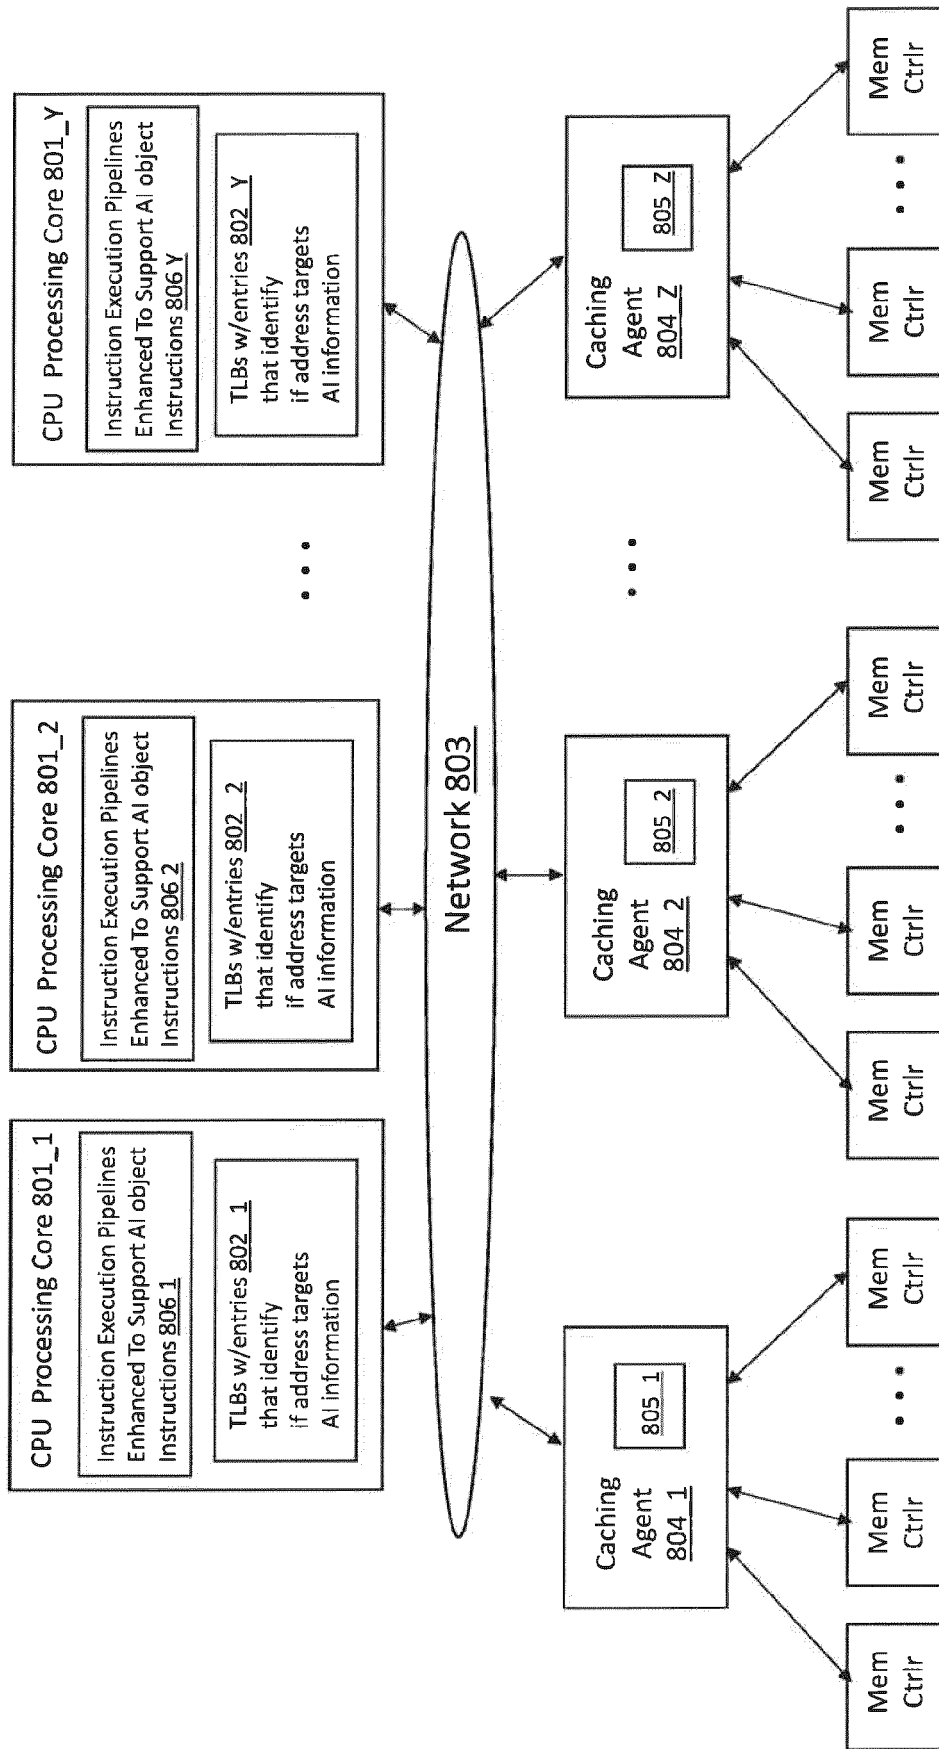 CPU Processing Core 801_1
Instruction Execution Pipelines
Enhanced To Support AI object
Instructions 806 1
TLBs w/entries 802_1
that identify
if address targets
AI information
CPU Processing Core 801_2
Instruction Execution Pipelines
Enhanced To Support AI object
Instructions 806 2
TLBs w/entries 802_2
that identify
if address targets
AI information
• • •
CPU Processing Core 801_Y
Instruction Execution Pipelines
Enhanced To Support AI object
Instructions 806 Y
TLBs w/entries 802_Y
that identify
if address targets
AI information
Network 803
Caching
Agent
804_1
805_1
Caching
Agent
804_2
805_2
• • •
Caching
Agent
804_Z
805_Z
Mem
Ctrlr
Mem
Ctrlr
• • •
Mem
Ctrlr
Mem
Ctrlr
Mem
Ctrlr
• • •
Mem
Ctrlr
Mem
Ctrlr
Mem
Ctrlr
• • •
Mem
Ctrlr